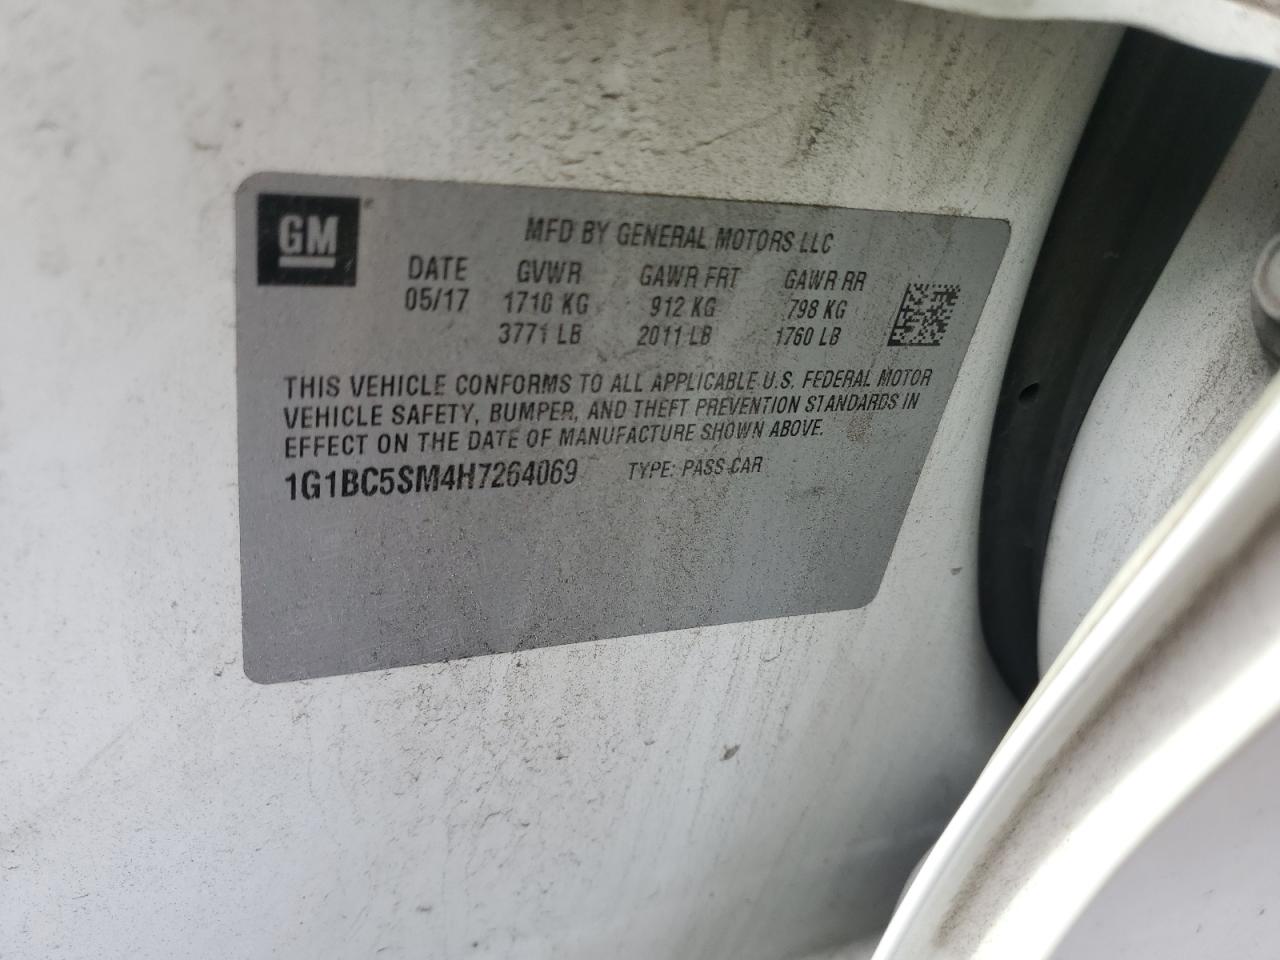 GM
MFD BY GENERAL MOTORS LLC
DATE GVWR GAWR FRT GAWR RR
05/17 1710 KG 912 KG 798 KG
3771 LB 2011 LB 1760 LB
THIS VEHICLE CONFORMS TO ALL APPLICABLE U.S. FEDERAL MOTOR
VEHICLE SAFETY, BUMPER, AND THEFT PREVENTION STANDARDS IN
EFFECT ON THE DATE OF MANUFACTURE SHOWN ABOVE.
1G1BC5SM4H7264069 TYPE: PASS CAR